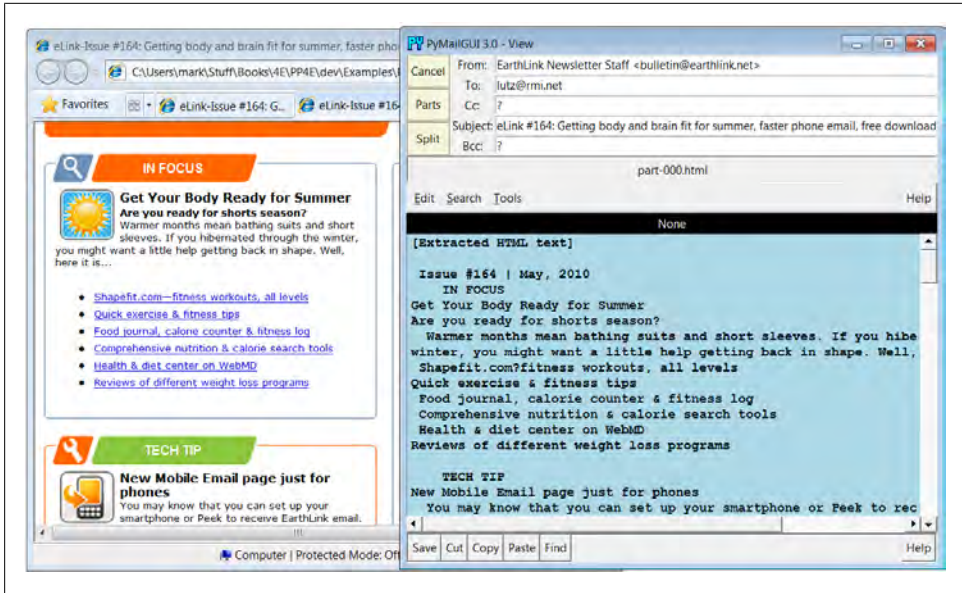 eLink-Issue #164: Getting body and brain fit for summer, faster pho
C:\Users\mark\Stuff\Books\4E\PP4E\dev\Examples\
Favorites
eLink-Issue #164: G...
eLink-Issue #16
IN FOCUS
Get Your Body Ready for Summer
Are you ready for shorts season?
Warmer months mean bathing suits and short
sleeves. If you hibernated through the winter,
you might want a little help getting back in shape. Well,
here it is...
Shapefit.com—fitness workouts, all levels
Quick exercise & fitness tips
Food journal, calorie counter & fitness log
Comprehensive nutrition & calorie search tools
Health & diet center on WebMD
Reviews of different weight loss programs
TECH TIP
New Mobile Email page just for
phones
You may know that you can set up your
smartphone or Peek to receive EarthLink email.
Computer | Protected Mode: Off
PY PyMailGUI 3.0 - View
Cancel
Parts
Split
From: EarthLink Newsletter Staff <bulletin@earthlink.net>
To: lutz@rmi.net
Cc: ?
Subject: eLink #164: Getting body and brain fit for summer, faster phone email, free download
Bcc: ?
part-000.html
Edit Search Tools Help
None
[Extracted HTML text]
Issue #164 | May, 2010
IN FOCUS
Get Your Body Ready for Summer
Are you ready for shorts season?
Warmer months mean bathing suits and short sleeves. If you hibe
winter, you might want a little help getting back in shape. Well,
Shapefit.com?fitness workouts, all levels
Quick exercise & fitness tips
Food journal, calorie counter & fitness log
Comprehensive nutrition & calorie search tools
Health & diet center on WebMD
Reviews of different weight loss programs
TECH TIP
New Mobile Email page just for phones
You may know that you can set up your smartphone or Peek to rec
Save Cut Copy Paste Find Help